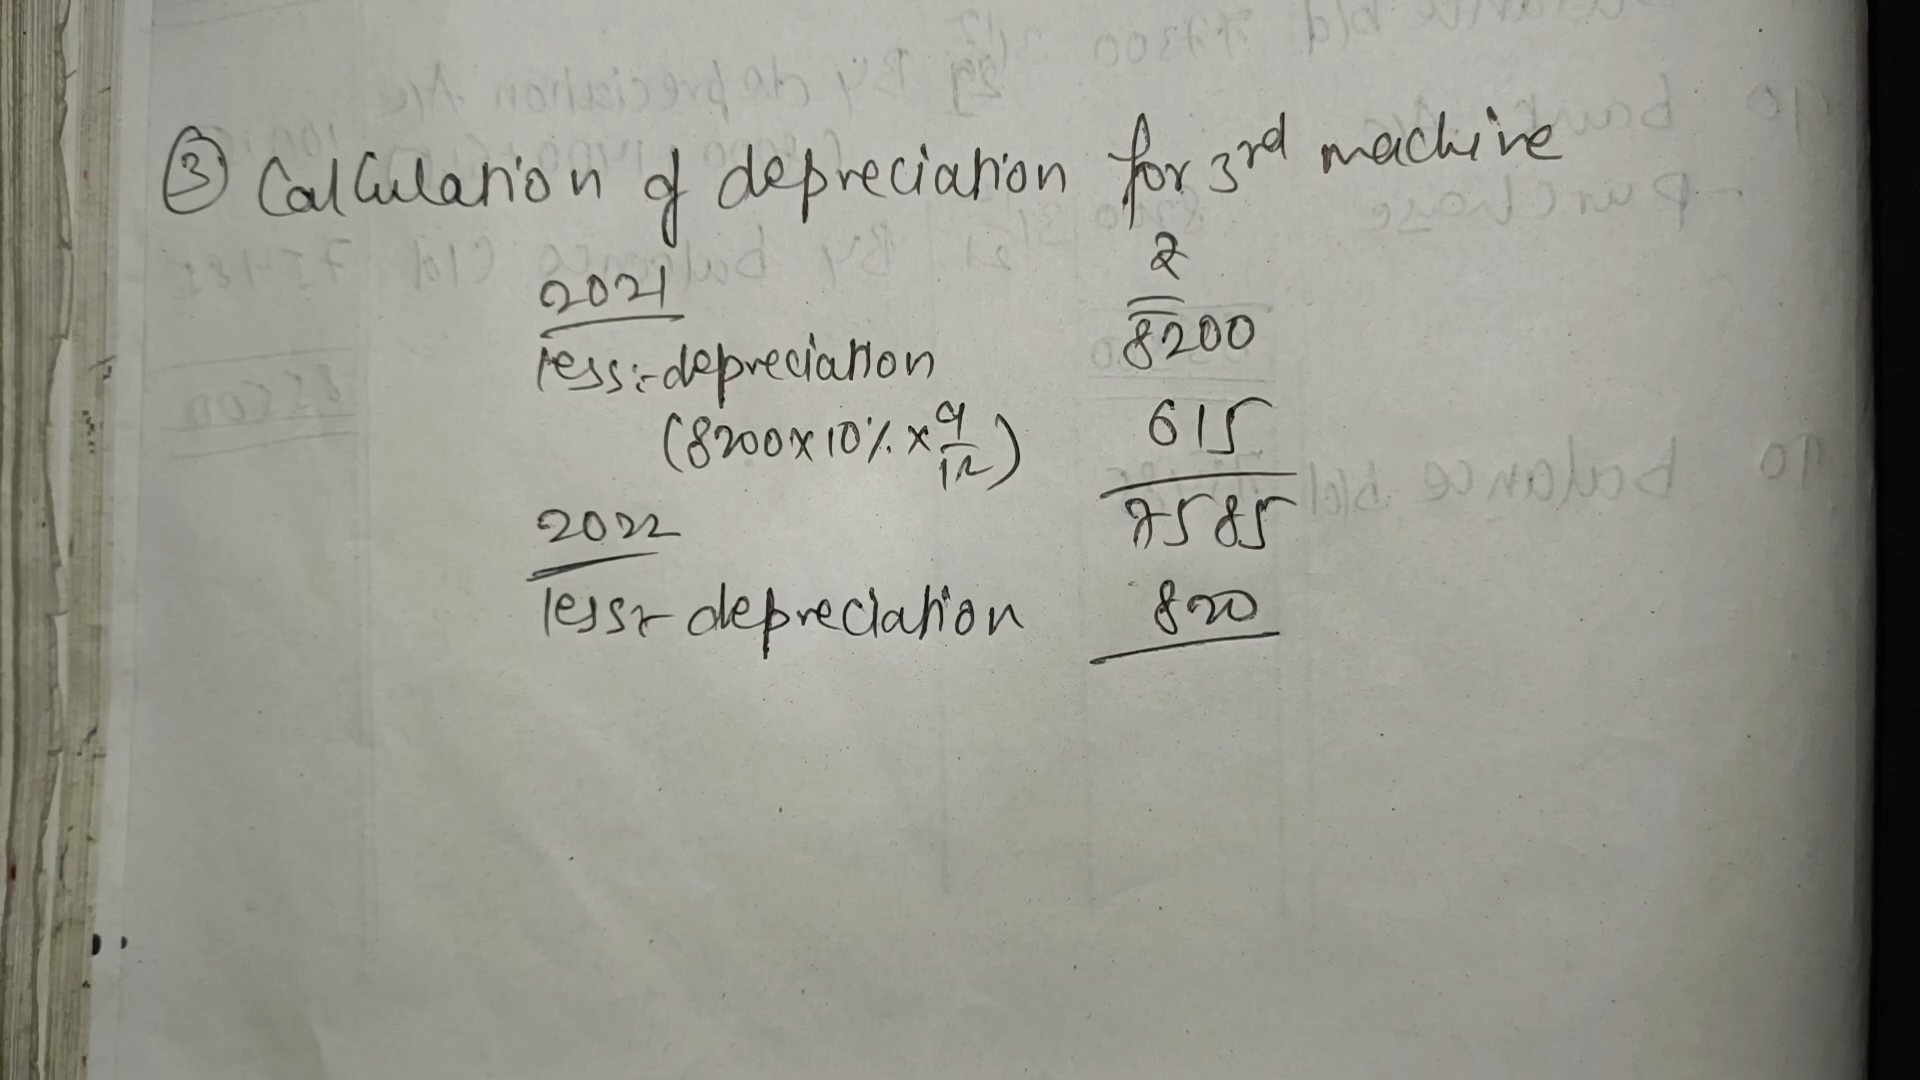 ③ Calculation of depreciation for 3rd machine
₹
2021
8200
less:- depreciation
(8200 x 10% x 9/12) 615
7585
2022
less:- depreciation 820